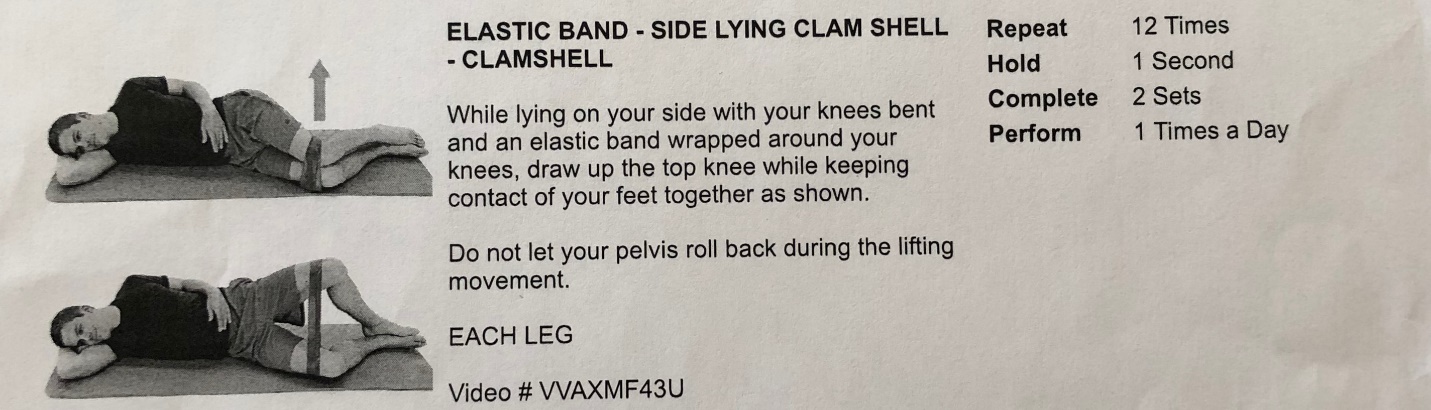 ELASTIC BAND - SIDE LYING CLAM SHELL
- CLAMSHELL
While lying on your side with your knees bent
and an elastic band wrapped around your
knees, draw up the top knee while keeping
contact of your feet together as shown.
Do not let your pelvis roll back during the lifting
movement.
EACH LEG
Video # VVAXMF43U
Repeat 12 Times
Hold 1 Second
Complete 2 Sets
Perform 1 Times a Day